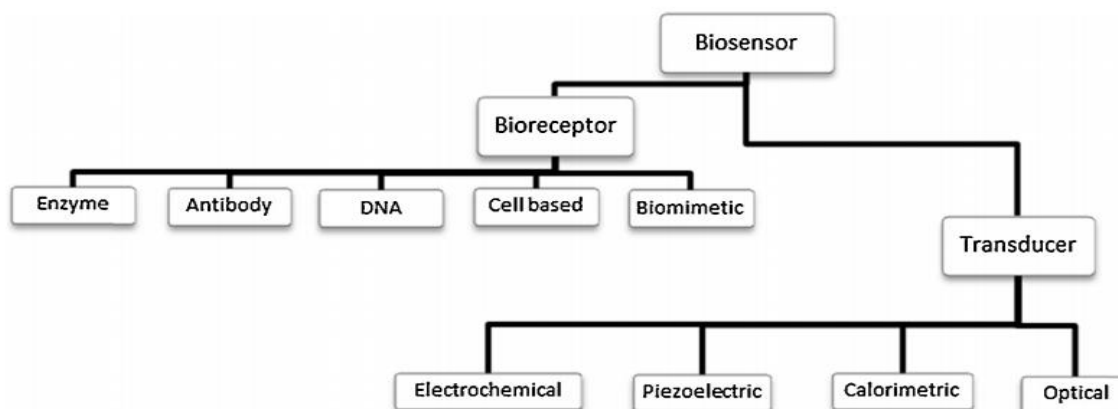 Biosensor
Bioreceptor
Enzyme
Antibody
DNA
Cell based
Biomimetic
Transducer
Electrochemical
Piezoelectric
Calorimetric
Optical